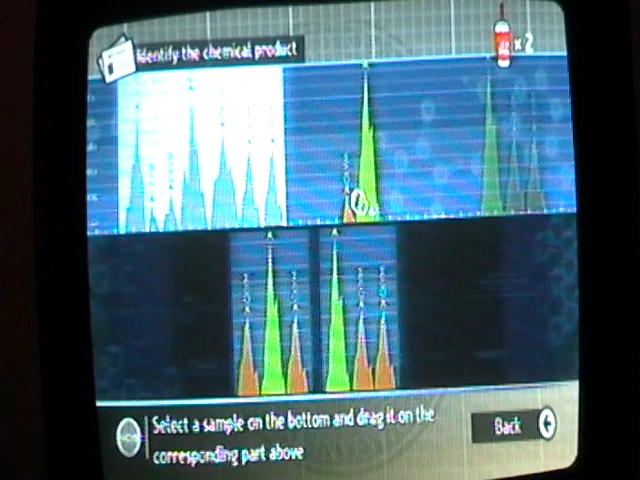 Identify the chemical product
x 2
Select a sample on the bottom and drag it on the
corresponding part above
Back